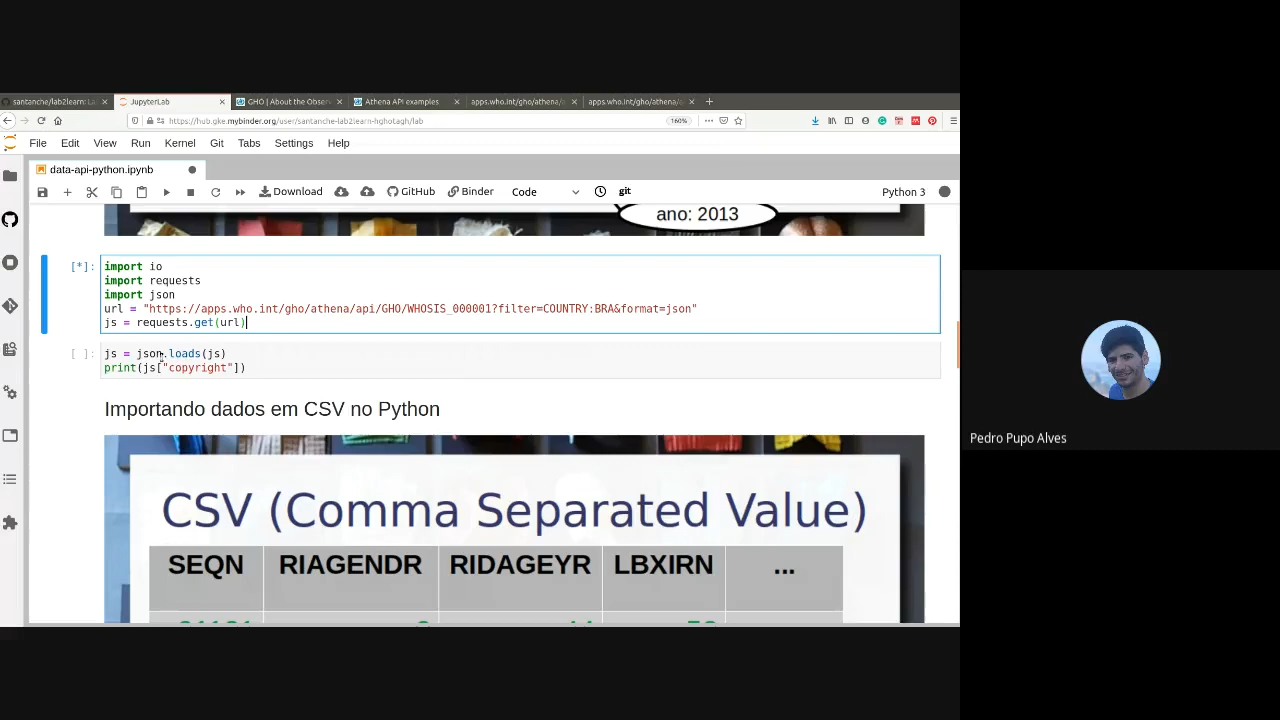 santanche/lab2learn: L
JupyterLab
GHO | About the Observ
Athena API examples
apps.who.int/gho/athena/
apps.who.int/gho/athena/
https://hub.gke.mybinder.org/user/santanche-lab2learn-hghotagh/lab
160%
File Edit View Run Kernel Git Tabs Settings Help
data-api-python.ipynb
Download GitHub Binder Code git Python 3
ano: 2013
[*]:
import io
import requests
import json
url = "https://apps.who.int/gho/athena/api/GHO/WHOSIS_000001?filter=COUNTRY:BRA&format=json"
js = requests.get(url)
[ ]:
js = json.loads(js)
print(js["copyright"])
Importando dados em CSV no Python
CSV (Comma Separated Value)
SEQN RIAGENDR RIDAGEYR LBXIRN ...
Pedro Pupo Alves